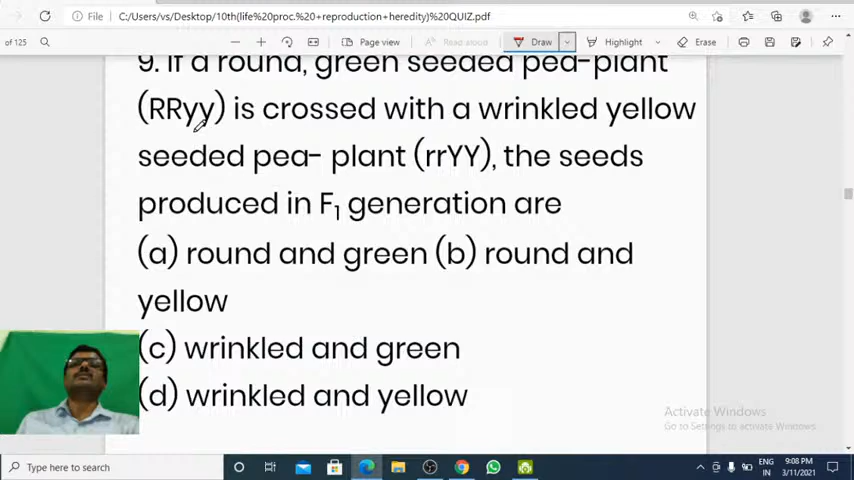 File
C:/Users/vs/Desktop/10th(life%20proc.%20+reproduction+heredity)%20QUIZ.pdf
of 125
Page view
Read aloud
Draw
Highlight
Erase
9. If a round, green seeded pea-plant
(RRyy) is crossed with a wrinkled yellow
seeded pea- plant (rrYY), the seeds
produced in F₁ generation are
(a) round and green (b) round and
yellow
(c) wrinkled and green
(d) wrinkled and yellow
Activate Windows
Go to Settings to activate Windows.
Type here to search
ENG
IN
9:08 PM
3/11/2021